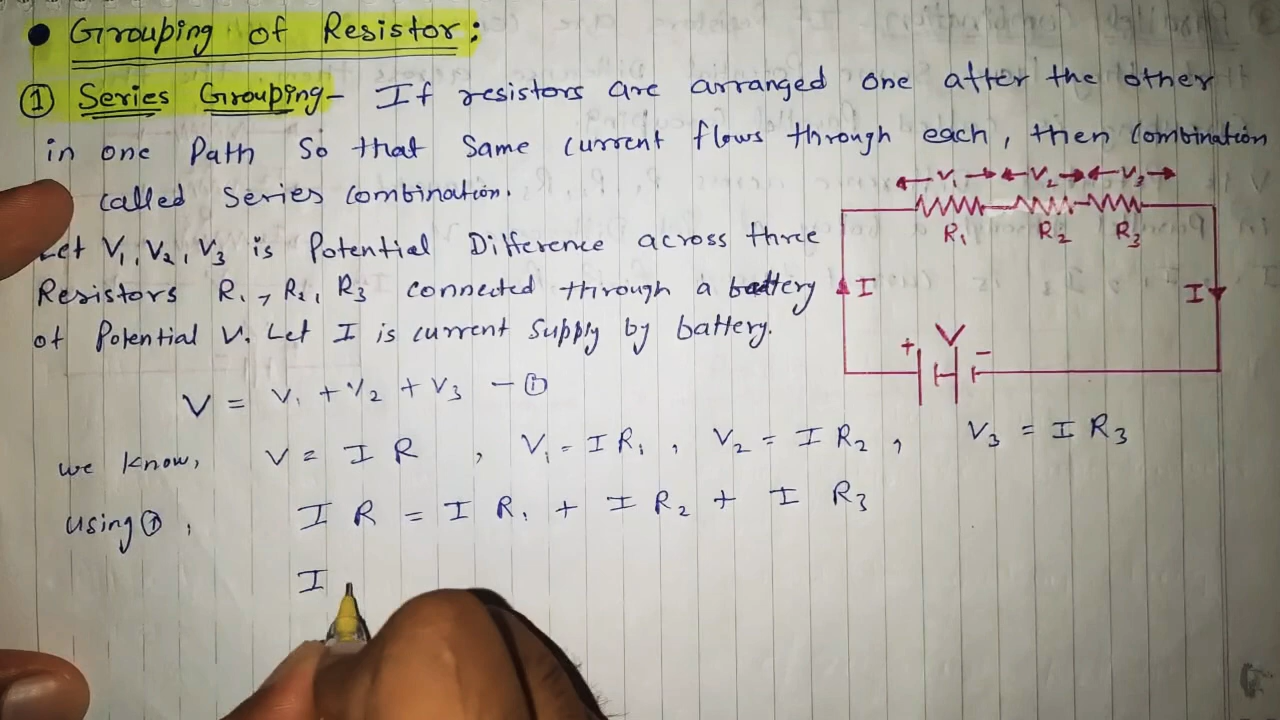 • Grouping of Resistor:
① Series Grouping- If resistors are arranged one after the other
in one Path So that Same current flows through each, then Combination
called Series Combination.
Let V₁, V₂, V₃ is Potential Difference across three
Resistors R₁, R₂, R₃ connected through a battery
of Potential V. Let I is current Supply by battery.
V₁ V₂ V₃
R₁ R₂ R₃
I I
+ V -
V = V₁ + V₂ + V₃ - ①
we know, V = I R , V₁ = I R₁ , V₂ = I R₂ , V₃ = I R₃
using ① , I R = I R₁ + I R₂ + I R₃
I